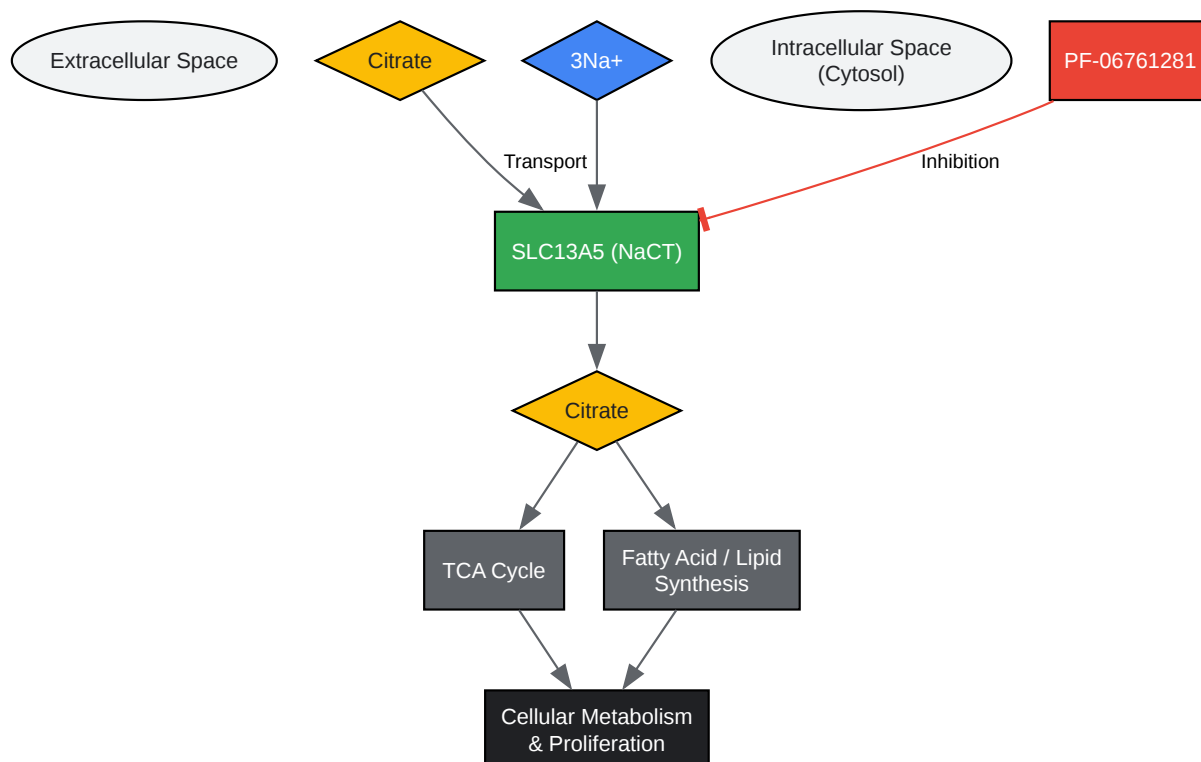 Extracellular Space
Citrate
3Na+
Intracellular Space
(Cytosol)
PF-06761281
Transport
Inhibition
SLC13A5 (NaCT)
Citrate
TCA Cycle
Fatty Acid / Lipid
Synthesis
Cellular Metabolism
& Proliferation